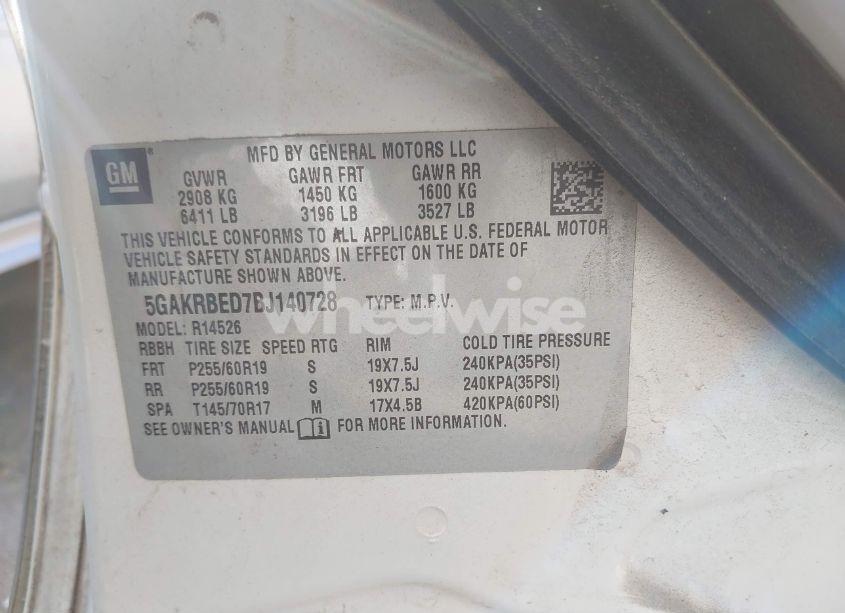 GM ®
MFD BY GENERAL MOTORS LLC
GVWR GAWR FRT GAWR RR
2908 KG 1450 KG 1600 KG
6411 LB 3196 LB 3527 LB
THIS VEHICLE CONFORMS TO ALL APPLICABLE U.S. FEDERAL MOTOR
VEHICLE SAFETY STANDARDS IN EFFECT ON THE DATE OF
MANUFACTURE SHOWN ABOVE.
5GAKRBED7BJ140728 TYPE: M.P.V.
wheelwise
MODEL: R14526
RBBH TIRE SIZE SPEED RTG RIM COLD TIRE PRESSURE
FRT P255/60R19 S 19X7.5J 240KPA(35PSI)
RR P255/60R19 S 19X7.5J 240KPA(35PSI)
SPA T145/70R17 M 17X4.5B 420KPA(60PSI)
SEE OWNER'S MANUAL FOR MORE INFORMATION.